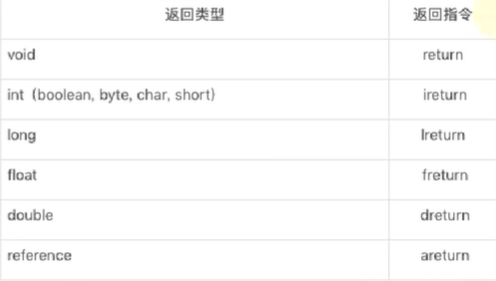 返回类型 返回指令
void return
int (boolean, byte, char, short) ireturn
long lreturn
float freturn
double dreturn
reference areturn